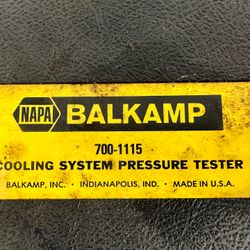 NAPA BALKAMP
700-1115
COOLING SYSTEM PRESSURE TESTER
BALKAMP, INC. • INDIANAPOLIS, IND. • MADE IN U.S.A.